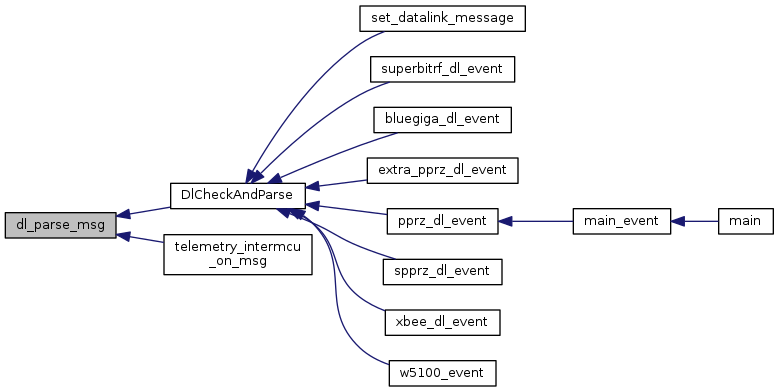 set_datalink_message
superbitrf_dl_event
bluegiga_dl_event
extra_pprz_dl_event
DlCheckAndParse
dl_parse_msg
pprz_dl_event
main_event
main
telemetry_intermcu
_on_msg
spprz_dl_event
xbee_dl_event
w5100_event